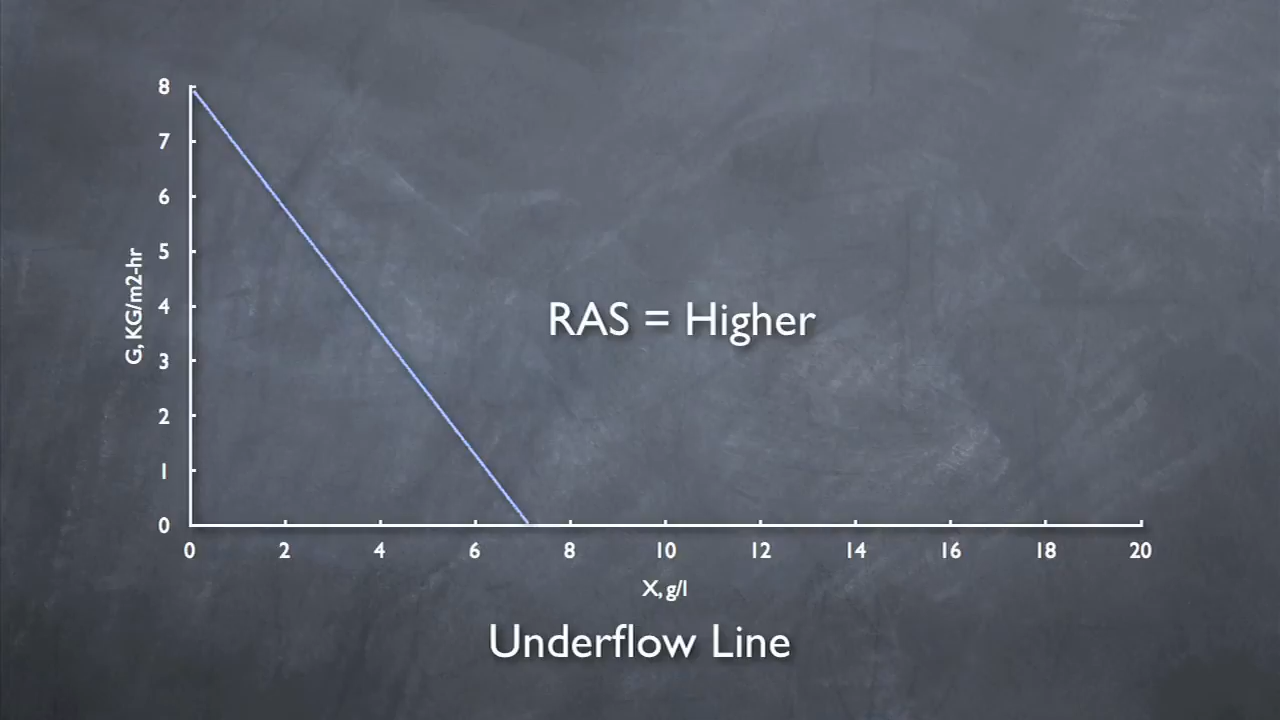 8
7
6
5
4
3
2
1
0
G, KG/m2-hr
RAS = Higher
0 2 4 6 8 10 12 14 16 18 20
X, g/l
Underflow Line